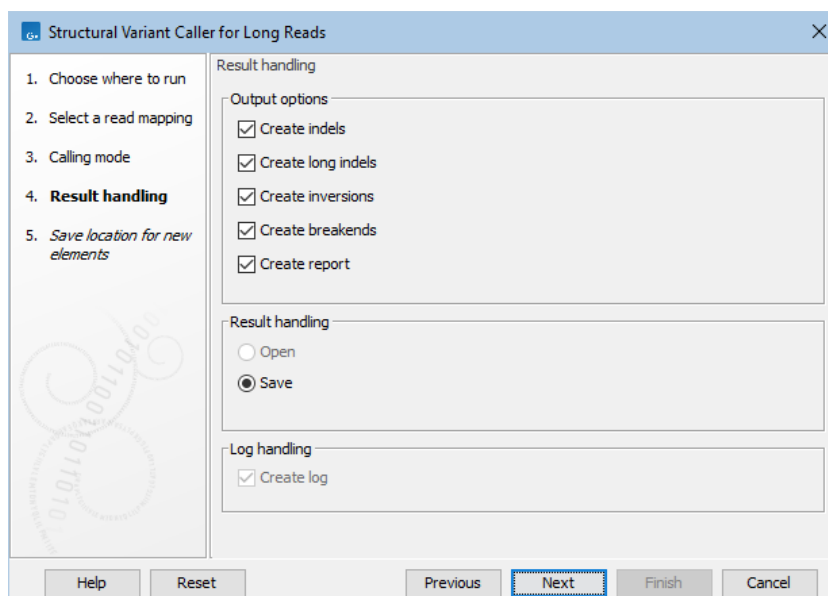 Structural Variant Caller for Long Reads
1. Choose where to run
2. Select a read mapping
3. Calling mode
4. Result handling
5. Save location for new
elements
Result handling
Output options
Create indels
Create long indels
Create inversions
Create breakends
Create report
Result handling
Open
Save
Log handling
Create log
Help
Reset
Previous
Next
Finish
Cancel